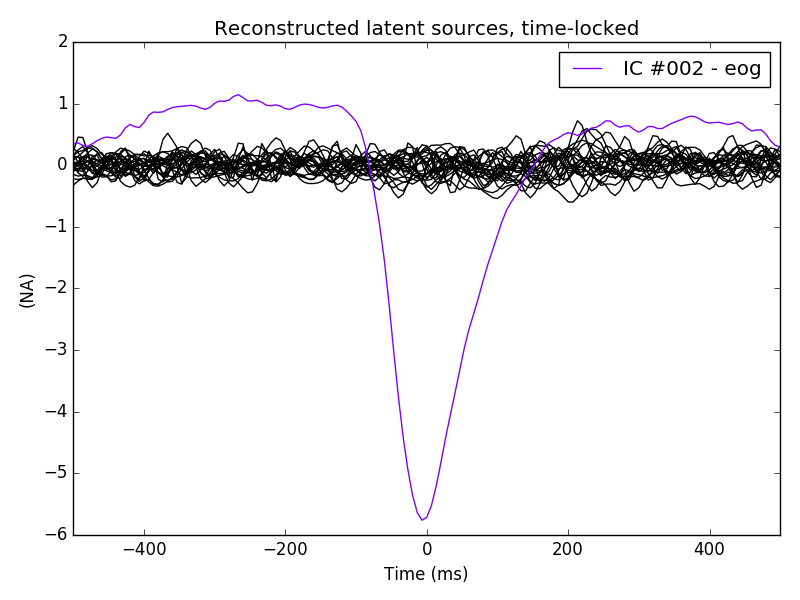 Reconstructed latent sources, time-locked
IC #002 - eog
2
1
0
−1
−2
−3
−4
−5
−6
(NA)
−400 −200 0 200 400
Time (ms)